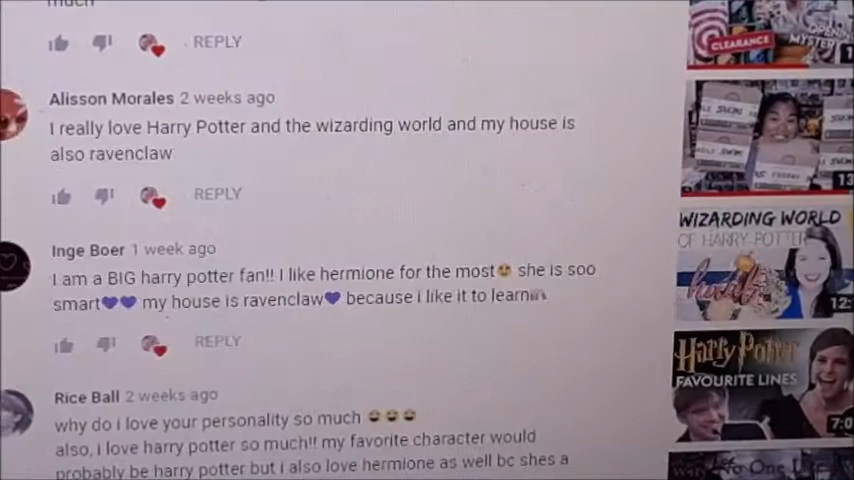 much
REPLY
Alisson Morales 2 weeks ago
I really love Harry Potter and the wizarding world and my house is
also ravenclaw
REPLY
Inge Boer 1 week ago
I am a BIG harry potter fan!! I like hermione for the most😍 she is soo
smart💜💜 my house is ravenclaw💜 because i like it to learn
REPLY
Rice Ball 2 weeks ago
why do i love your personality so much 😂😂😂
also, i love harry potter so much!! my favorite character would
probably be harry potter but i also love hermione as well bc shes a
CLEARANCE
MYSTERY
WIZARDING WORLD
OF HARRY POTTER
haul
12:
Harry Potter
FAVOURITE LINES
7:0